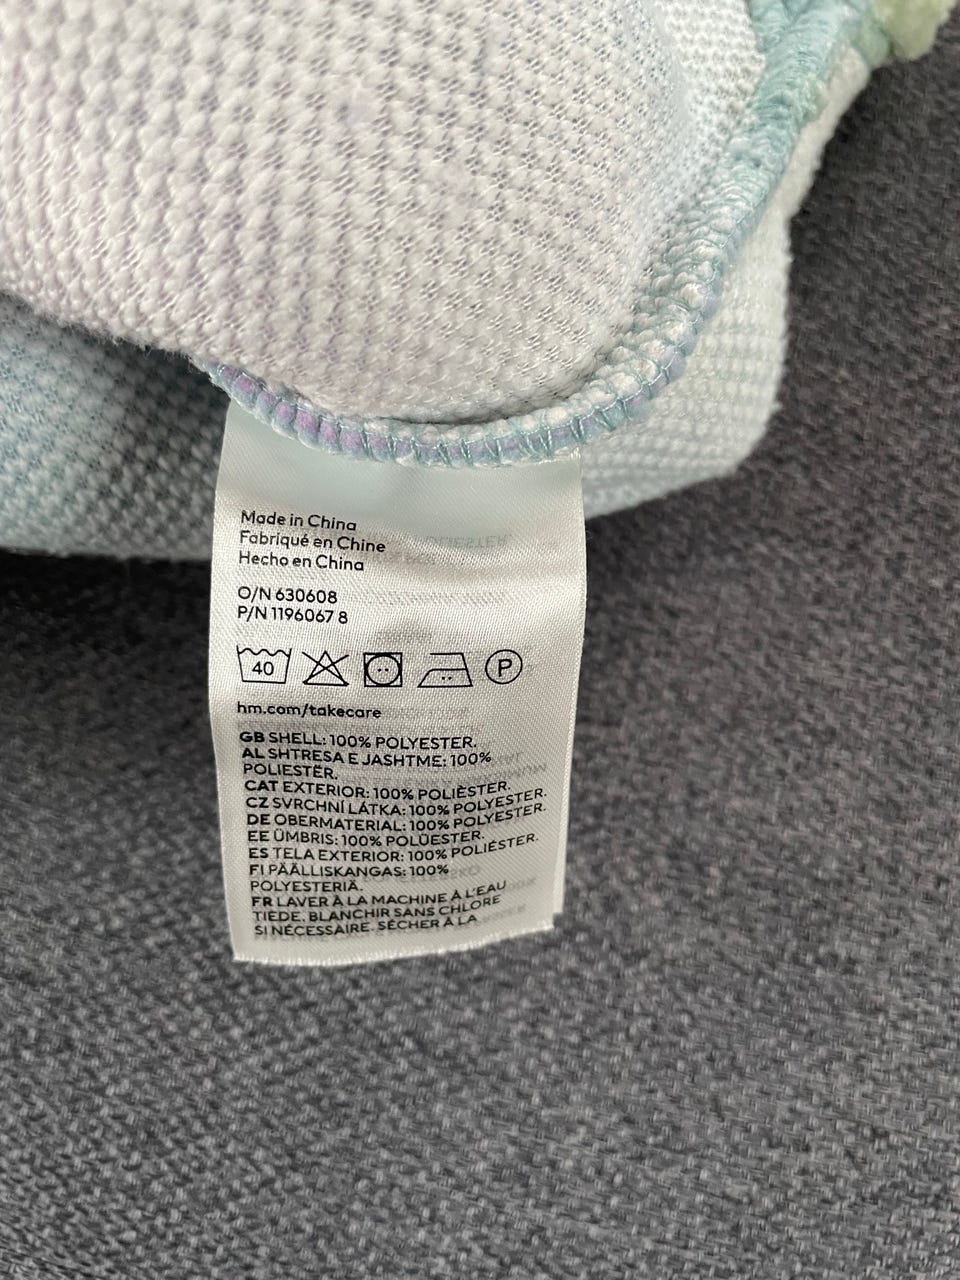 Made in China
Fabriqué en Chine
Hecho en China
O/N 630608
P/N 1196067 8
40
P
hm.com/takecare
GB SHELL: 100% POLYESTER.
AL SHTRESA E JASHTME: 100%
POLIESTËR.
CAT EXTERIOR: 100% POLIÈSTER.
CZ SVRCHNÍ LÁTKA: 100% POLYESTER.
DE OBERMATERIAL: 100% POLYESTER.
EE ÜMBRIS: 100% POLÜESTER.
ES TELA EXTERIOR: 100% POLIÉSTER.
FI PÄÄLLISKANGAS: 100%
POLYESTERIÄ.
FR LAVER À LA MACHINE À L'EAU
TIÈDE. BLANCHIR SANS CHLORE
SI NÉCESSAIRE. SÉCHER À LA